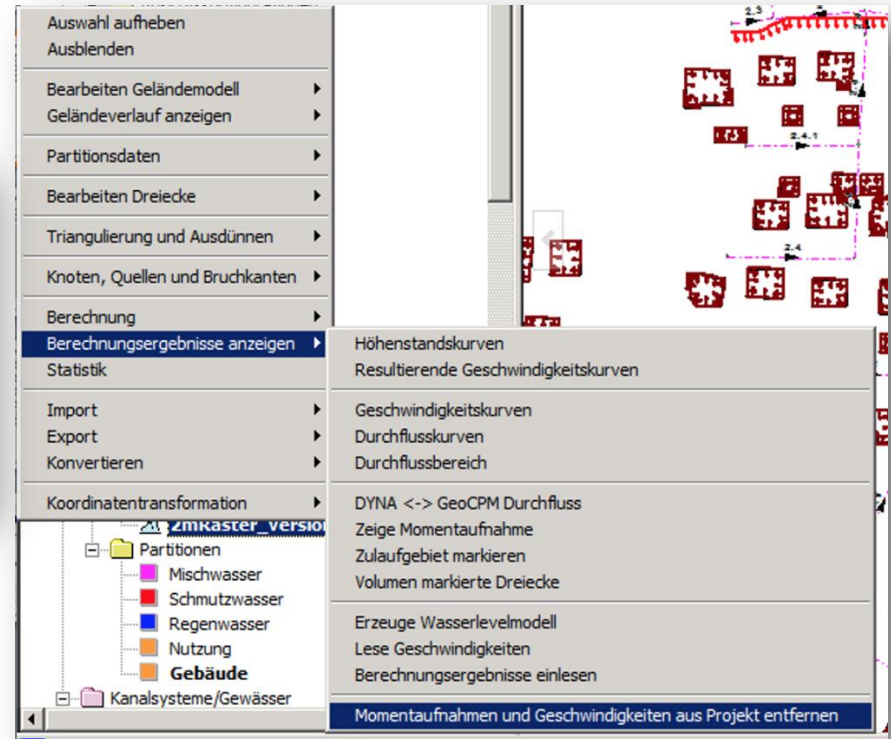 Auswahl aufheben
Ausblenden
Bearbeiten Geländemodell
Geländeverlauf anzeigen
Partitionsdaten
Bearbeiten Dreiecke
Triangulierung und Ausdünnen
Knoten, Quellen und Bruchkanten
Berechnung
Berechnungsergebnisse anzeigen
Statistik
Import
Export
Konvertieren
Koordinatentransformation
Höhenstandskurven
Resultierende Geschwindigkeitskurven
Geschwindigkeitskurven
Durchflusskurven
Durchflussbereich
DYNA <-> GeoCPM Durchfluss
Zeige Momentaufnahme
Zulaufgebiet markieren
Volumen markierte Dreiecke
Erzeuge Wasserlevelmodell
Lese Geschwindigkeiten
Berechnungsergebnisse einlesen
Momentaufnahmen und Geschwindigkeiten aus Projekt entfernen
2mRaster_Versio
Partitionen
Mischwasser
Schmutzwasser
Regenwasser
Nutzung
Gebäude
Kanalsysteme/Gewässer
2.3
2.4.1
2.4